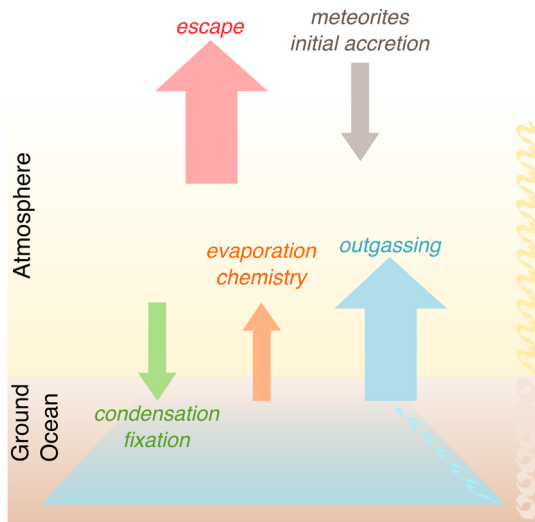 escape
meteorites
initial accretion
Atmosphere
evaporation
chemistry
outgassing
condensation
fixation
Ground
Ocean